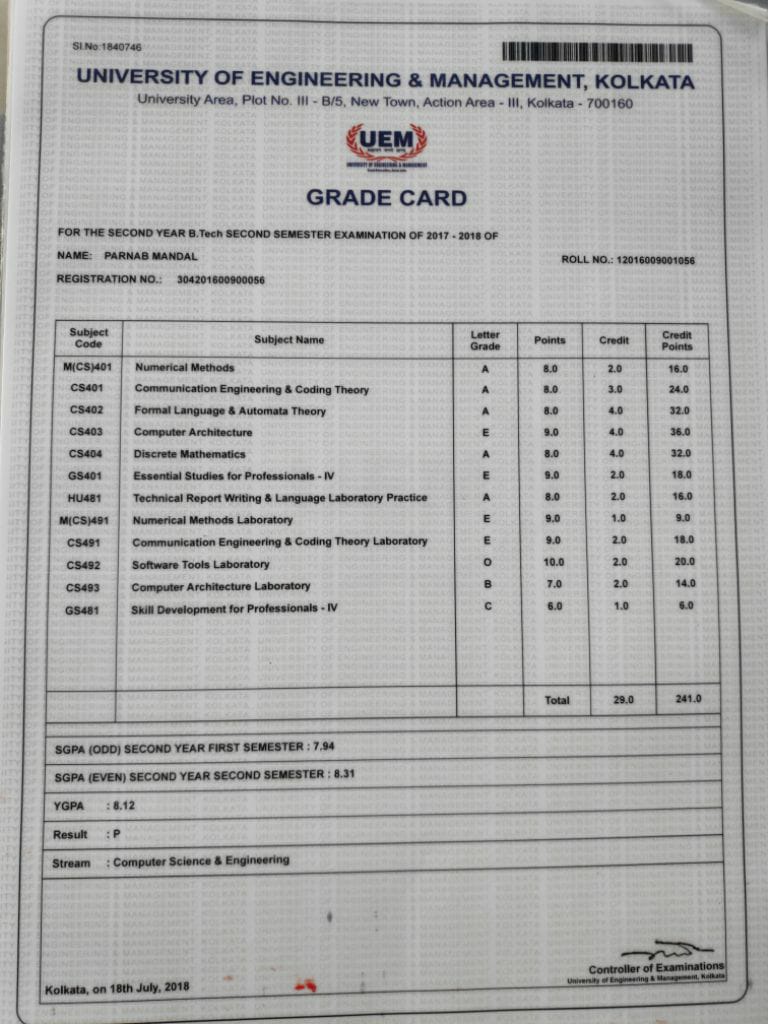 Sl.No:1840746
UNIVERSITY OF ENGINEERING & MANAGEMENT, KOLKATA
University Area, Plot No. III - B/5, New Town, Action Area - III, Kolkata - 700160
UEM
UNIVERSITY OF ENGINEERING & MANAGEMENT
GRADE CARD
FOR THE SECOND YEAR B.Tech SECOND SEMESTER EXAMINATION OF 2017 - 2018 OF
NAME: PARNAB MANDAL
ROLL NO.: 12016009001056
REGISTRATION NO.: 304201600900056
Subject Code Subject Name Letter Grade Points Credit Credit Points
M(CS)401 Numerical Methods A 8.0 2.0 16.0
CS401 Communication Engineering & Coding Theory A 8.0 3.0 24.0
CS402 Formal Language & Automata Theory A 8.0 4.0 32.0
CS403 Computer Architecture E 9.0 4.0 36.0
CS404 Discrete Mathematics A 8.0 4.0 32.0
GS401 Essential Studies for Professionals - IV E 9.0 2.0 18.0
HU481 Technical Report Writing & Language Laboratory Practice A 8.0 2.0 16.0
M(CS)491 Numerical Methods Laboratory E 9.0 1.0 9.0
CS491 Communication Engineering & Coding Theory Laboratory E 9.0 2.0 18.0
CS492 Software Tools Laboratory O 10.0 2.0 20.0
CS493 Computer Architecture Laboratory B 7.0 2.0 14.0
GS481 Skill Development for Professionals - IV C 6.0 1.0 6.0
Total 29.0 241.0
SGPA (ODD) SECOND YEAR FIRST SEMESTER : 7.94
SGPA (EVEN) SECOND YEAR SECOND SEMESTER : 8.31
YGPA : 8.12
Result : P
Stream : Computer Science & Engineering
Controller of Examinations
University of Engineering & Management, Kolkata
Kolkata, on 18th July, 2018